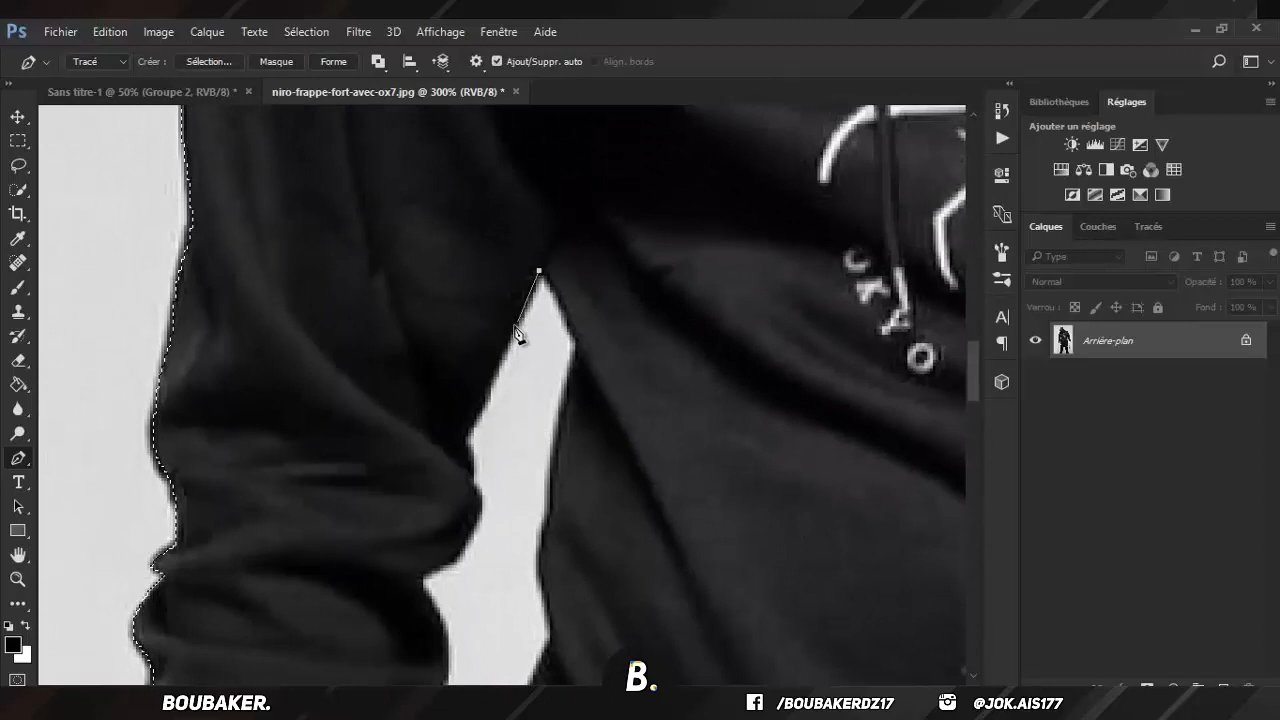 Ps Fichier Edition Image Calque Texte Sélection Filtre 3D Affichage Fenêtre Aide
Tracé Créer : Sélection... Masque Forme Ajout/Suppr. auto Align. bords
Sans titre-1 @ 50% (Groupe 2, RVB/8) * × niro-frappe-fort-avec-ox7.jpg @ 300% (RVB/8) * ×
Bibliothèques Réglages
Ajouter un réglage
Calques Couches Tracés
Type
Normal Opacité : 100 %
Verrou : Fond : 100 %
Arrière-plan
OKYO
B.
BOUBAKER. /BOUBAKERDZ17 @JOK.AIS177